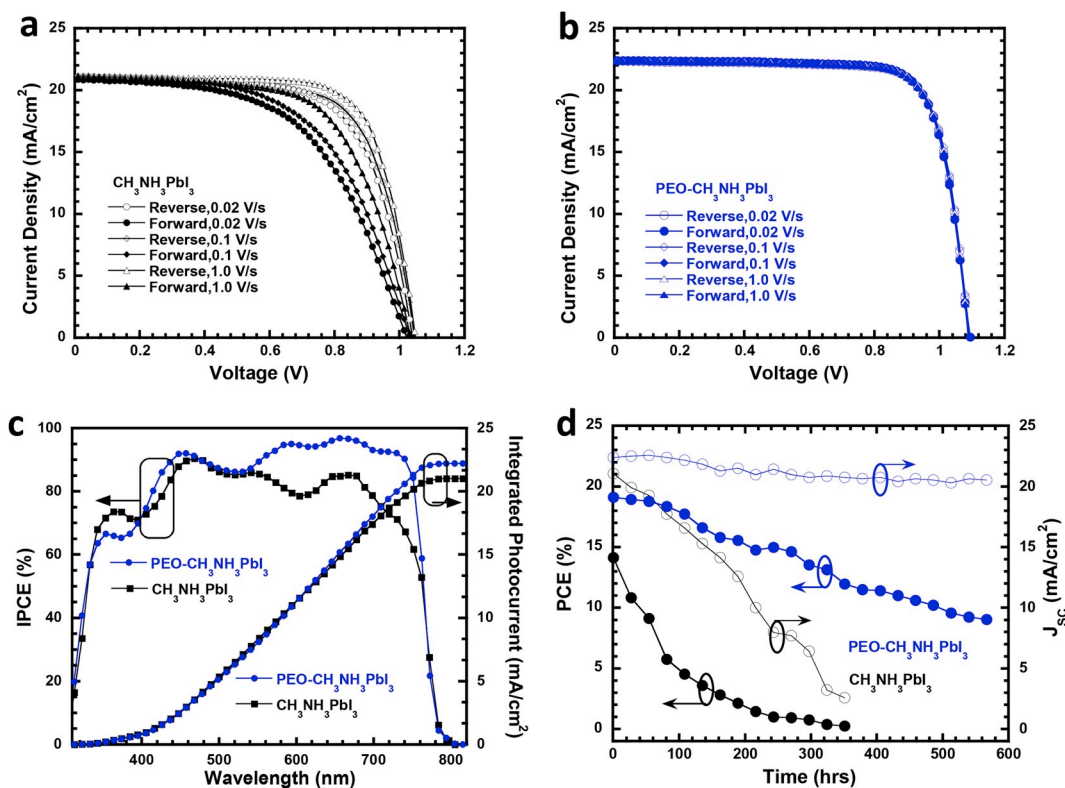 a
Current Density (mA/cm²)
25
20
15
10
5
0
0
0.2
0.4
0.6
0.8
1
1.2
Voltage (V)
CH₃NH₃PbI₃
Reverse,0.02 V/s
Forward,0.02 V/s
Reverse,0.1 V/s
Forward,0.1 V/s
Reverse,1.0 V/s
Forward,1.0 V/s
b
Current Density (mA/cm²)
25
20
15
10
5
0
0
0.2
0.4
0.6
0.8
1
1.2
Voltage (V)
PEO-CH₃NH₃PbI₃
Reverse,0.02 V/s
Forward,0.02 V/s
Reverse,0.1 V/s
Forward,0.1 V/s
Reverse,1.0 V/s
Forward,1.0 V/s
c
IPCE (%)
100
80
60
40
20
0
400
500
600
700
800
Wavelength (nm)
25
20
15
10
5
0
Integrated Photocurrent (mA/cm²)
PEO-CH₃NH₃PbI₃
CH₃NH₃PbI₃
PEO-CH₃NH₃PbI₃
CH₃NH₃PbI₃
d
PCE (%)
25
20
15
10
5
0
0
100
200
300
400
500
600
Time (hrs)
25
20
15
10
5
0
J_SC (mA/cm²)
PEO-CH₃NH₃PbI₃
CH₃NH₃PbI₃